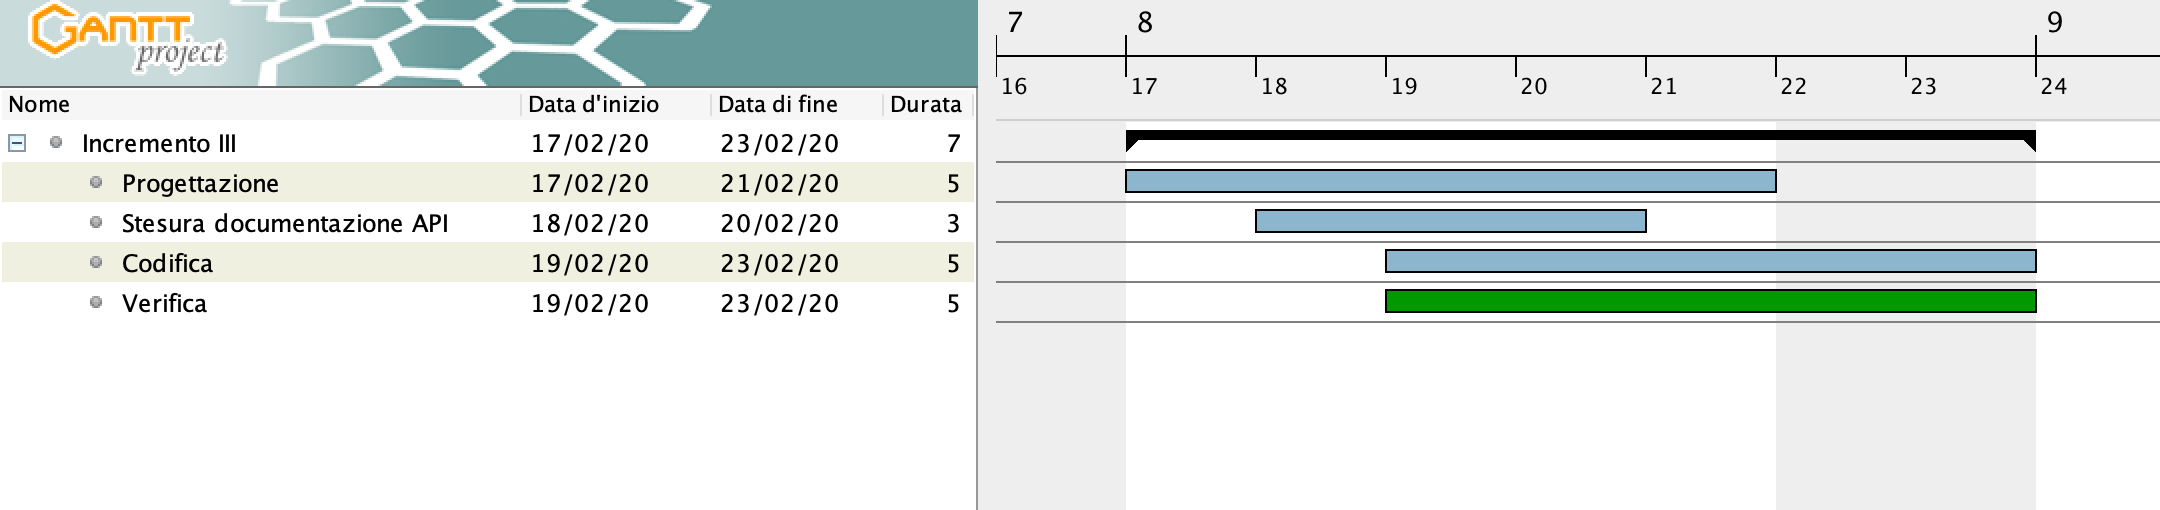 GANTT
project
7 8 9
16 17 18 19 20 21 22 23 24
Nome Data d'inizio Data di fine Durata
Incremento III 17/02/20 23/02/20 7
Progettazione 17/02/20 21/02/20 5
Stesura documentazione API 18/02/20 20/02/20 3
Codifica 19/02/20 23/02/20 5
Verifica 19/02/20 23/02/20 5